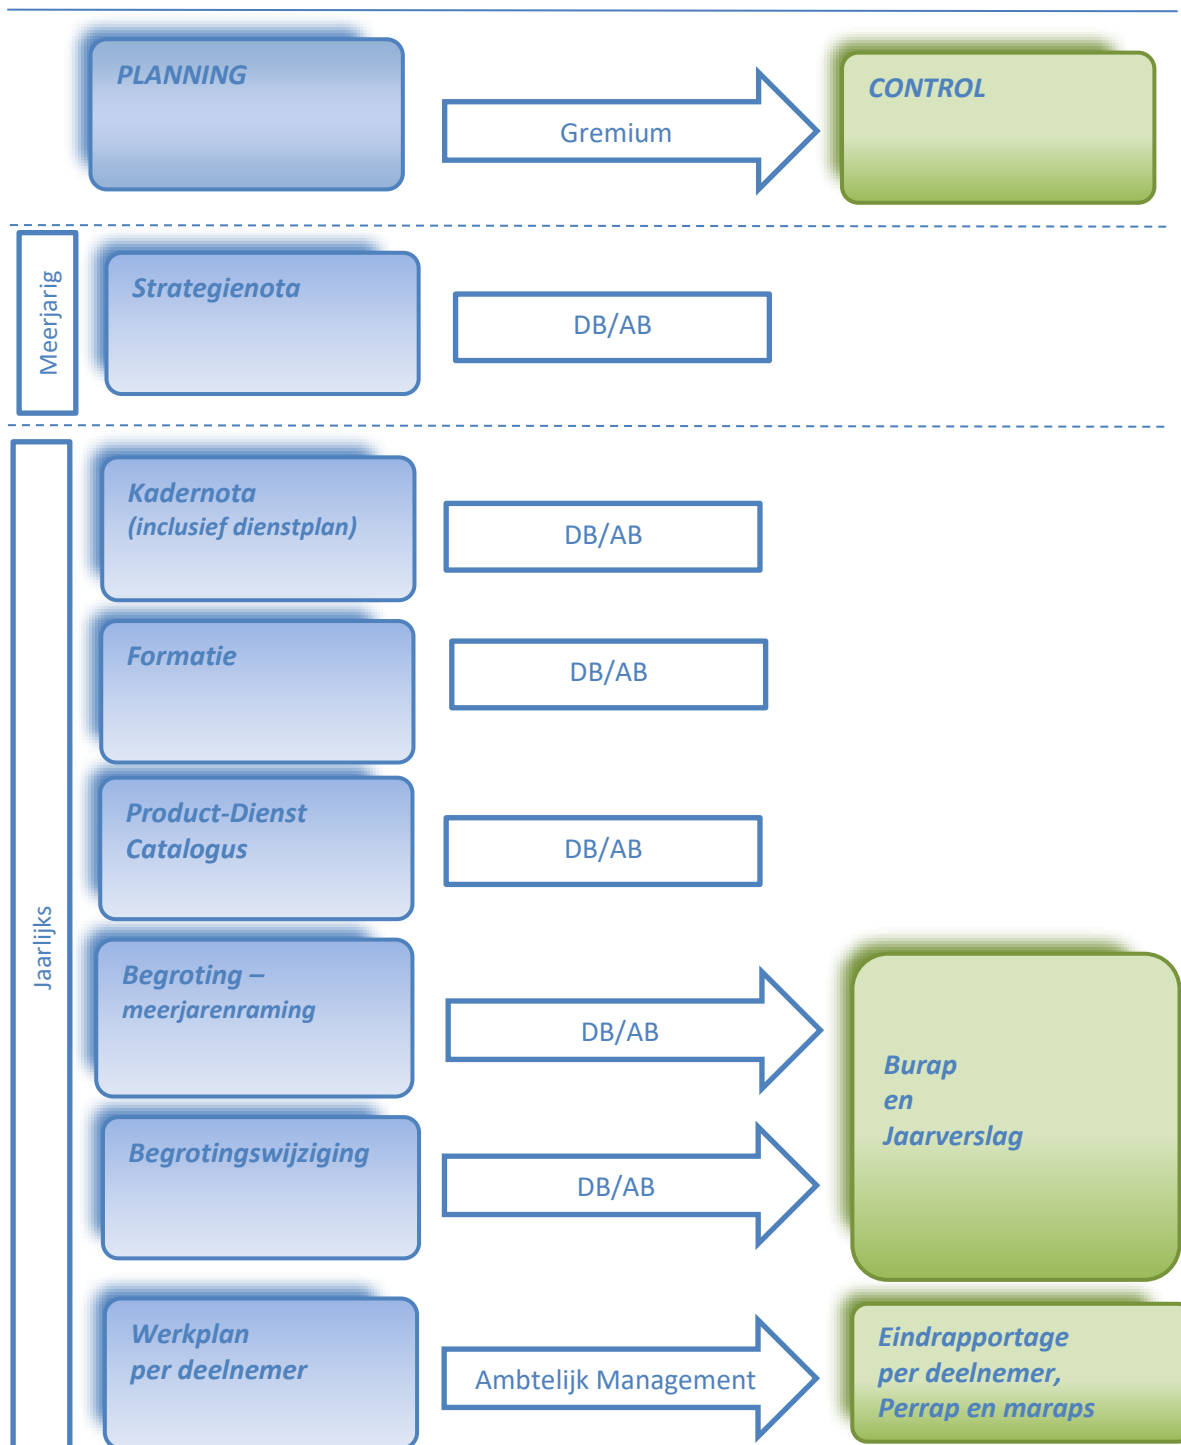 PLANNING
Gremium
CONTROL
Meerjarig
Strategienota
DB/AB
Jaarlijks
Kadernota
(inclusief dienstplan)
DB/AB
Formatie
DB/AB
Product-Dienst
Catalogus
DB/AB
Begroting –
meerjarenraming
DB/AB
Burap
en
Jaarverslag
Begrotingswijziging
DB/AB
Werkplan
per deelnemer
Ambtelijk Management
Eindrapportage
per deelnemer,
Perrap en maraps